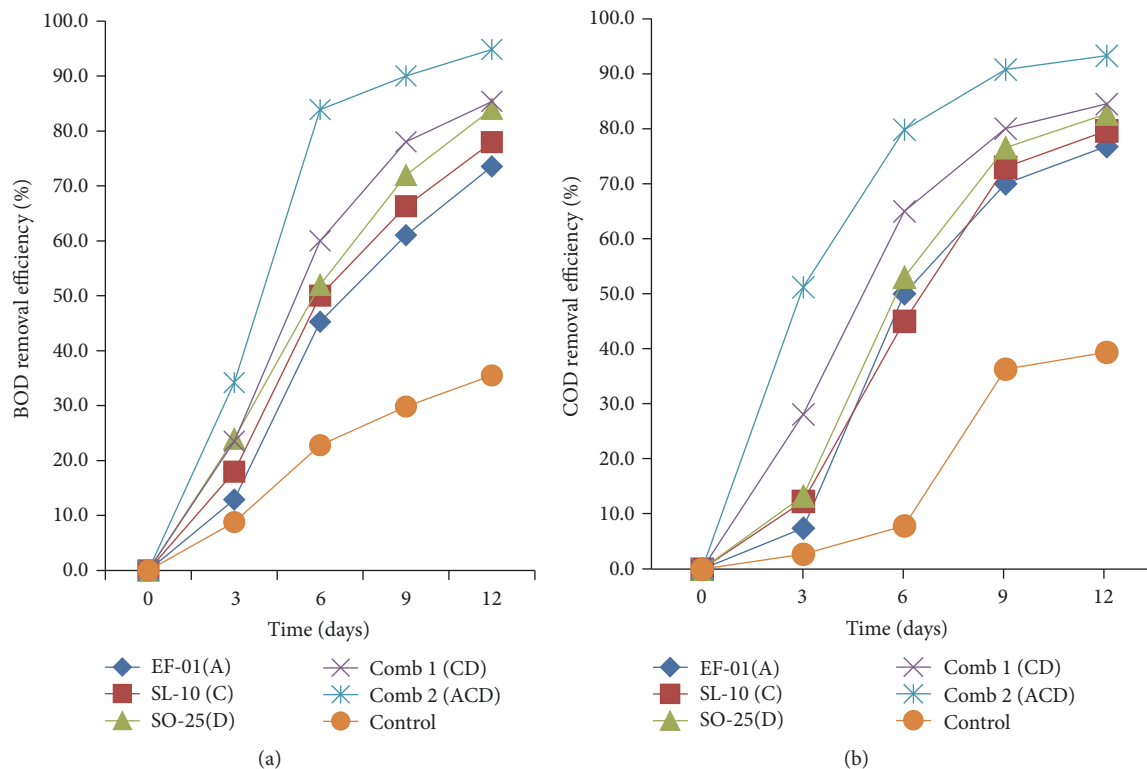 100.0
90.0
80.0
70.0
60.0
50.0
40.0
30.0
20.0
10.0
0.0
BOD removal efficiency (%)
0 3 6 9 12
Time (days)
EF-01(A)
SL-10 (C)
SO-25(D)
Comb 1 (CD)
Comb 2 (ACD)
Control
(a)
100.0
90.0
80.0
70.0
60.0
50.0
40.0
30.0
20.0
10.0
0.0
COD removal efficiency (%)
0 3 6 9 12
Time (days)
EF-01(A)
SL-10 (C)
SO-25(D)
Comb 1 (CD)
Comb 2 (ACD)
Control
(b)